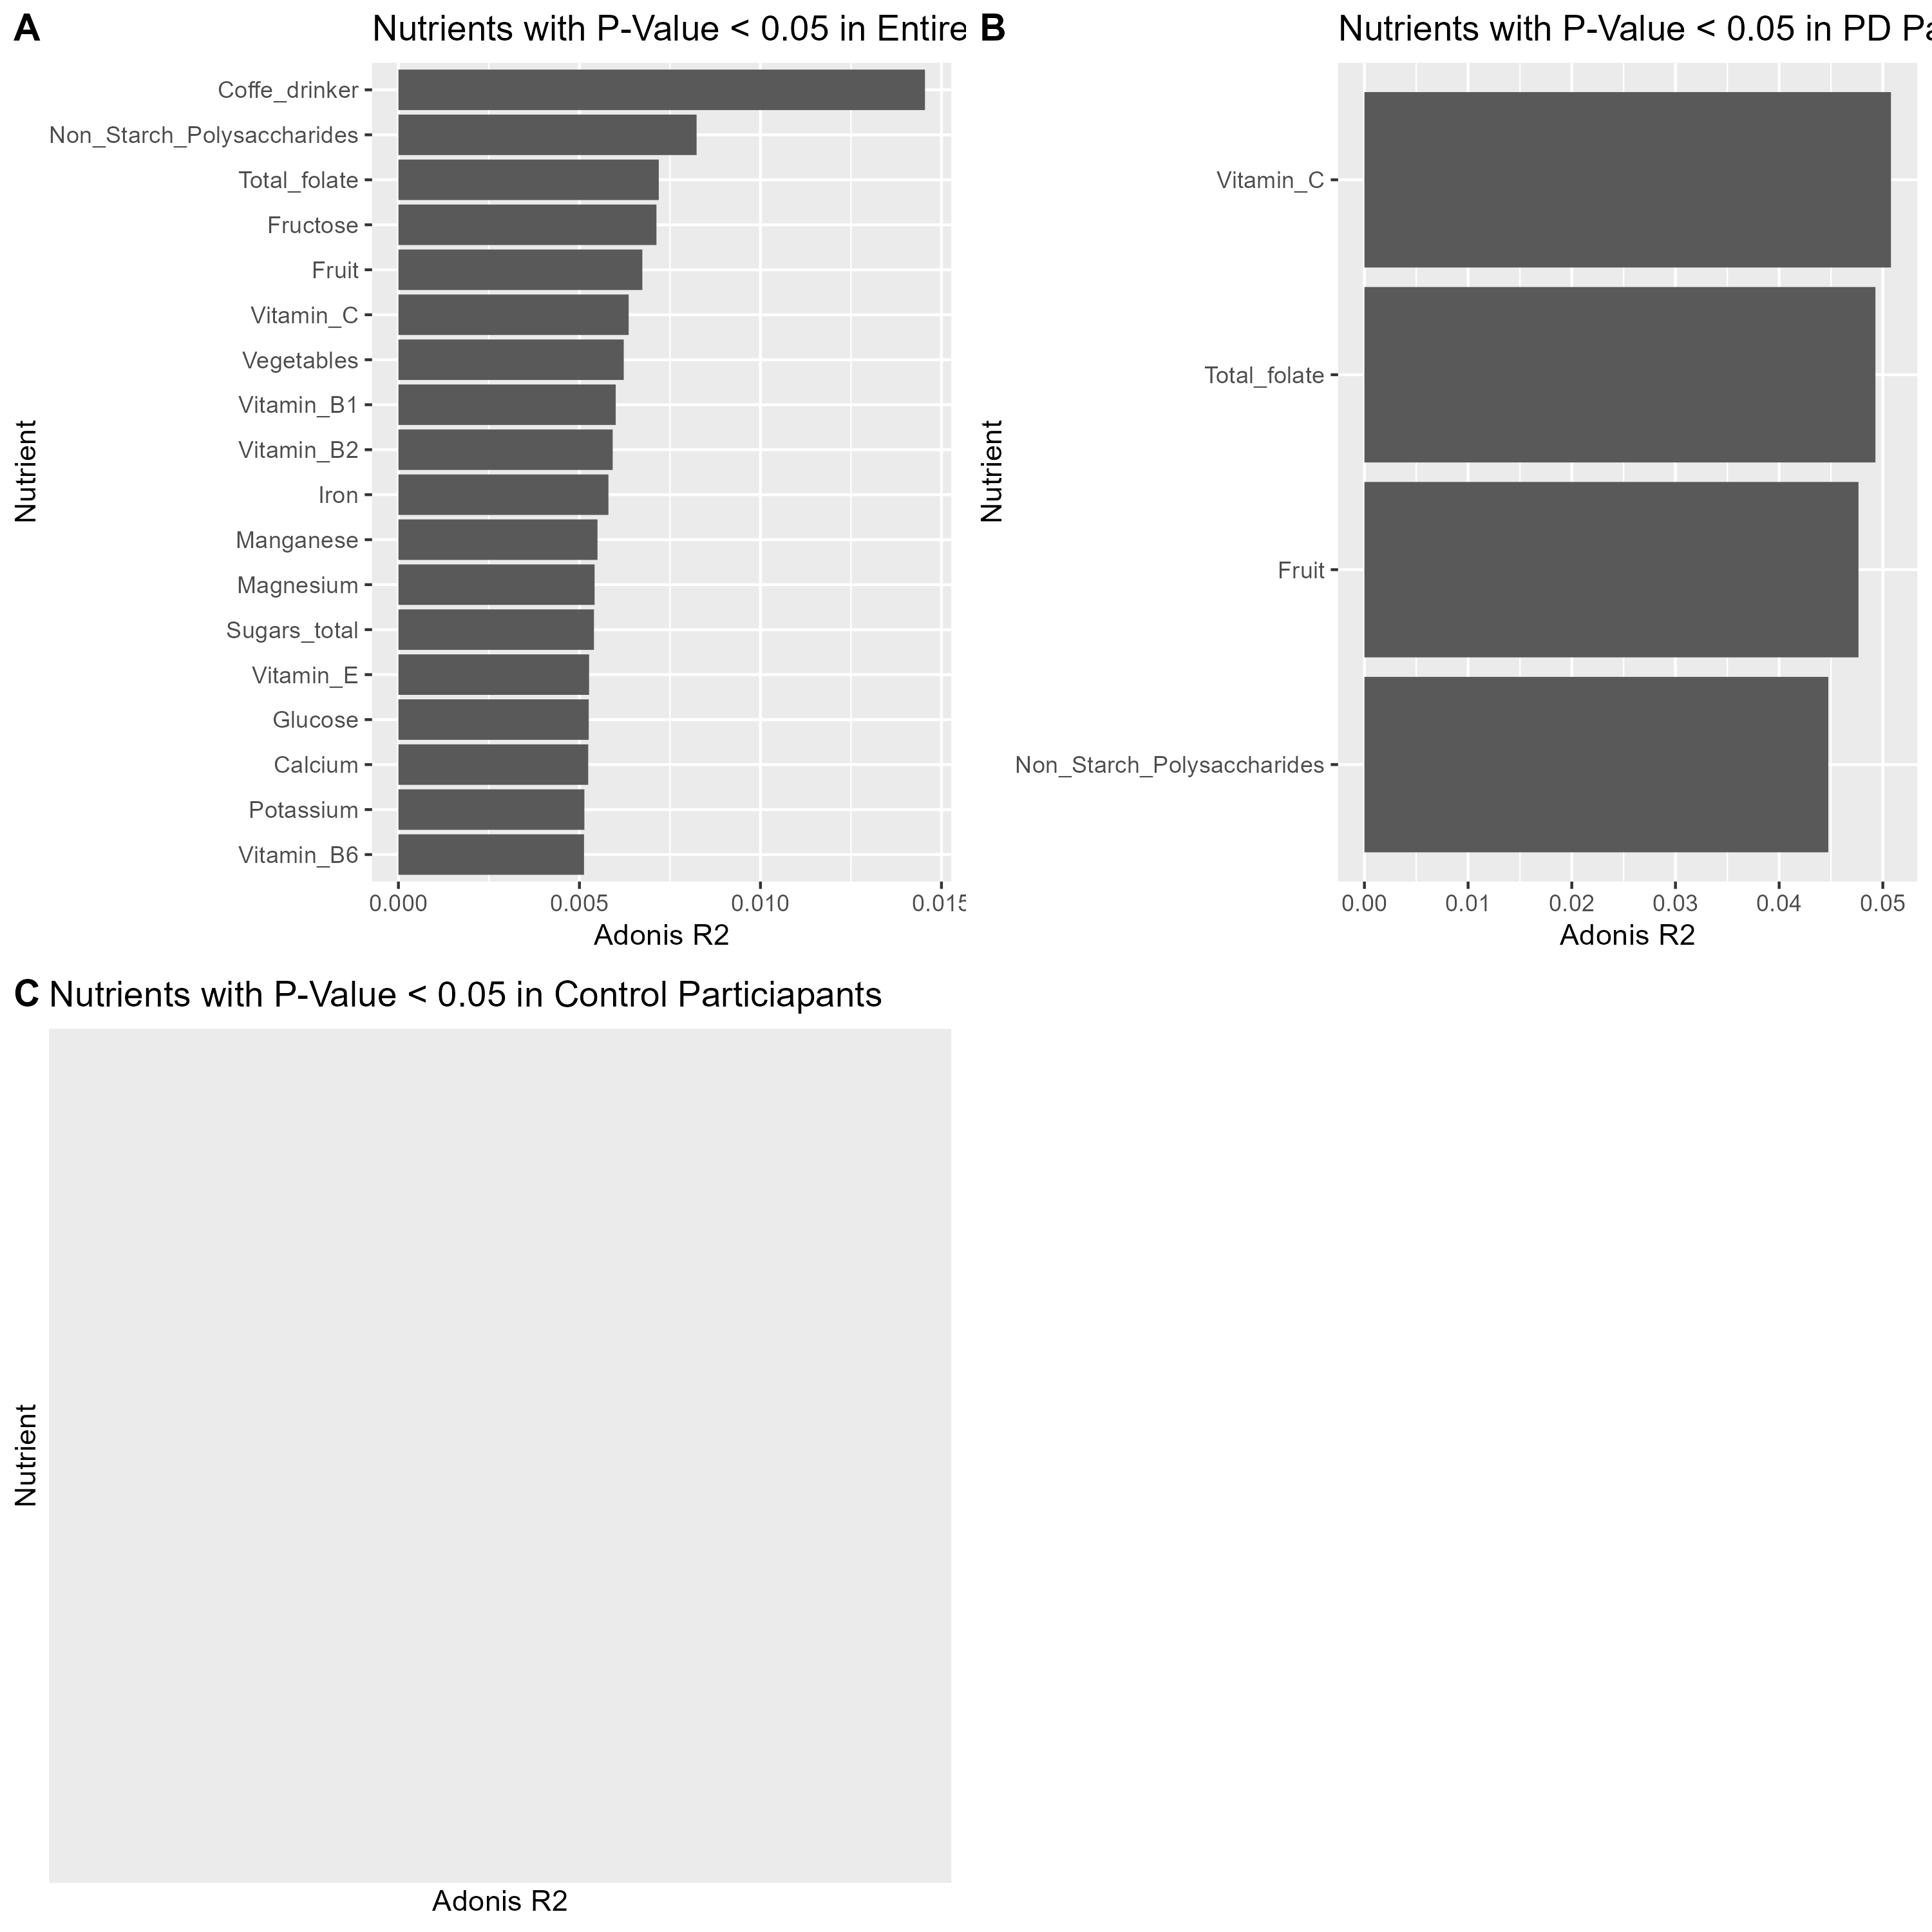 A
Nutrients with P-Value < 0.05 in Entire
Nutrient
Coffe_drinker
Non_Starch_Polysaccharides
Total_folate
Fructose
Fruit
Vitamin_C
Vegetables
Vitamin_B1
Vitamin_B2
Iron
Manganese
Magnesium
Sugars_total
Vitamin_E
Glucose
Calcium
Potassium
Vitamin_B6
0.000 0.005 0.010 0.015
Adonis R2
B
Nutrients with P-Value < 0.05 in PD Pa
Nutrient
Vitamin_C
Total_folate
Fruit
Non_Starch_Polysaccharides
0.00 0.01 0.02 0.03 0.04 0.05
Adonis R2
C
Nutrients with P-Value < 0.05 in Control Particiapants
Nutrient
Adonis R2